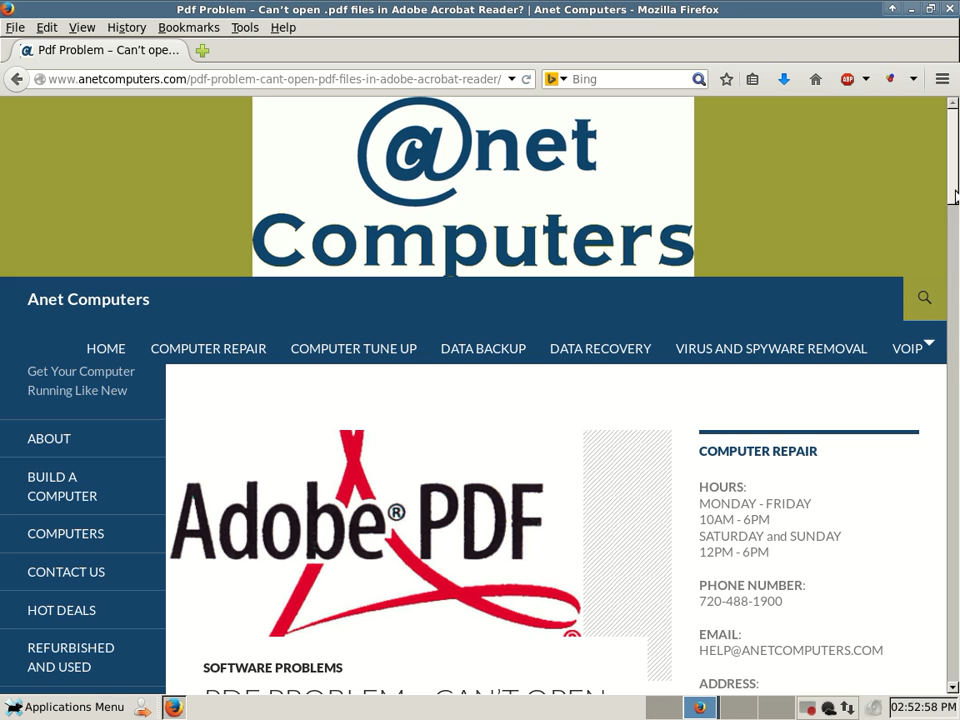 Pdf Problem – Can't open .pdf files in Adobe Acrobat Reader? | Anet Computers - Mozilla Firefox
File Edit View History Bookmarks Tools Help
Pdf Problem – Can't ope...
www.anetcomputers.com/pdf-problem-cant-open-pdf-files-in-adobe-acrobat-reader/
Bing
ABP
@net
Computers
Anet Computers
HOME COMPUTER REPAIR COMPUTER TUNE UP DATA BACKUP DATA RECOVERY VIRUS AND SPYWARE REMOVAL VOIP
Get Your Computer
Running Like New
ABOUT
BUILD A
COMPUTER
COMPUTERS
CONTACT US
HOT DEALS
REFURBISHED
AND USED
Adobe® PDF
®
SOFTWARE PROBLEMS
PDF PROBLEM – CAN'T OPEN
COMPUTER REPAIR
HOURS:
MONDAY - FRIDAY
10AM - 6PM
SATURDAY and SUNDAY
12PM - 6PM
PHONE NUMBER:
720-488-1900
EMAIL:
HELP@ANETCOMPUTERS.COM
ADDRESS:
Applications Menu
02:52:58 PM